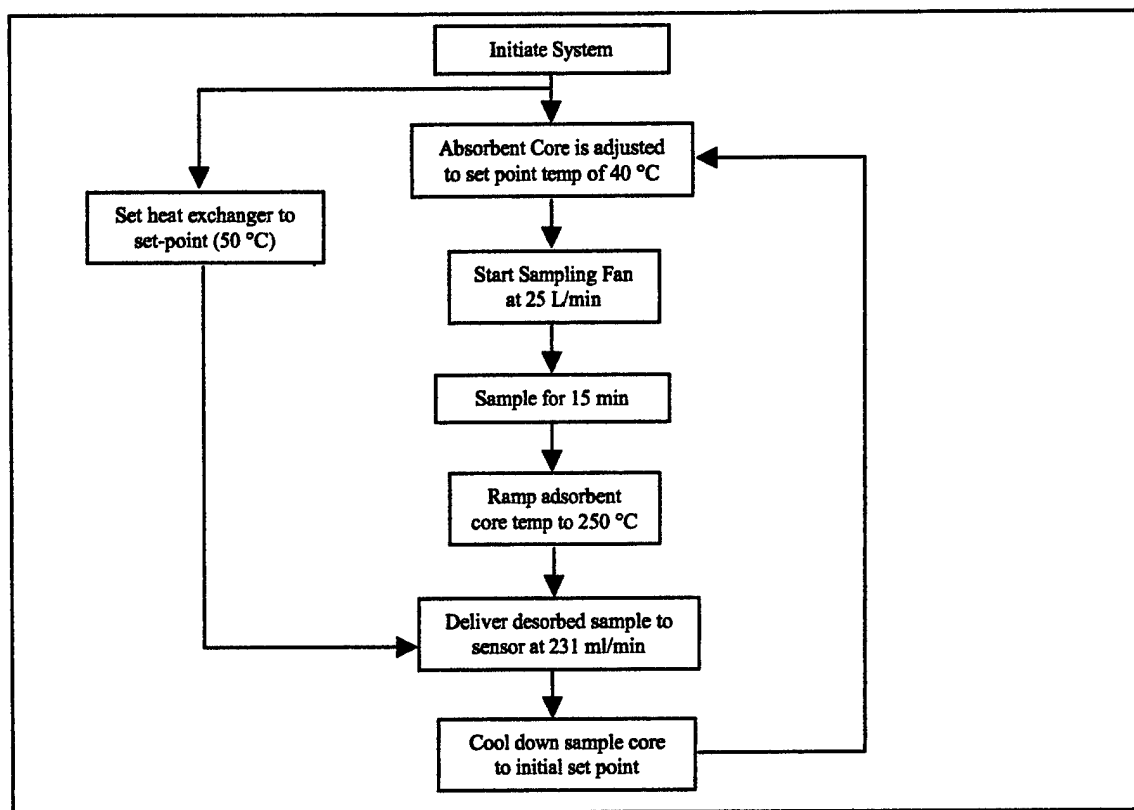 Initiate System
Absorbent Core is adjusted
to set point temp of 40 °C
Set heat exchanger to
set-point (50 °C)
Start Sampling Fan
at 25 L/min
Sample for 15 min
Ramp adsorbent
core temp to 250 °C
Deliver desorbed sample to
sensor at 231 ml/min
Cool down sample core
to initial set point